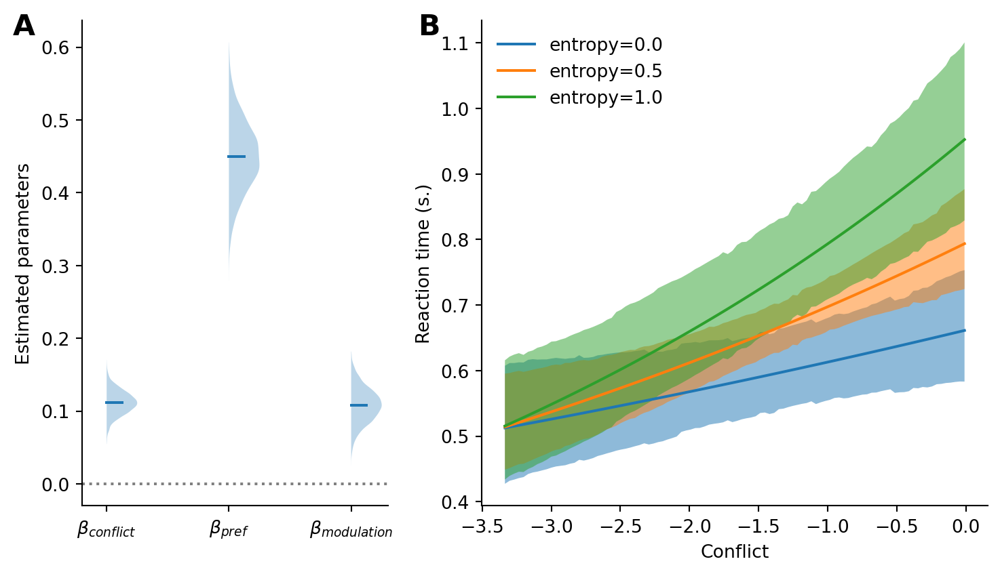 A
Estimated parameters
0.6
0.5
0.4
0.3
0.2
0.1
0.0
βconflict
βpref
βmodulation
B
Reaction time (s.)
1.1
1.0
0.9
0.8
0.7
0.6
0.5
0.4
entropy=0.0
entropy=0.5
entropy=1.0
−3.5 −3.0 −2.5 −2.0 −1.5 −1.0 −0.5 0.0
Conflict